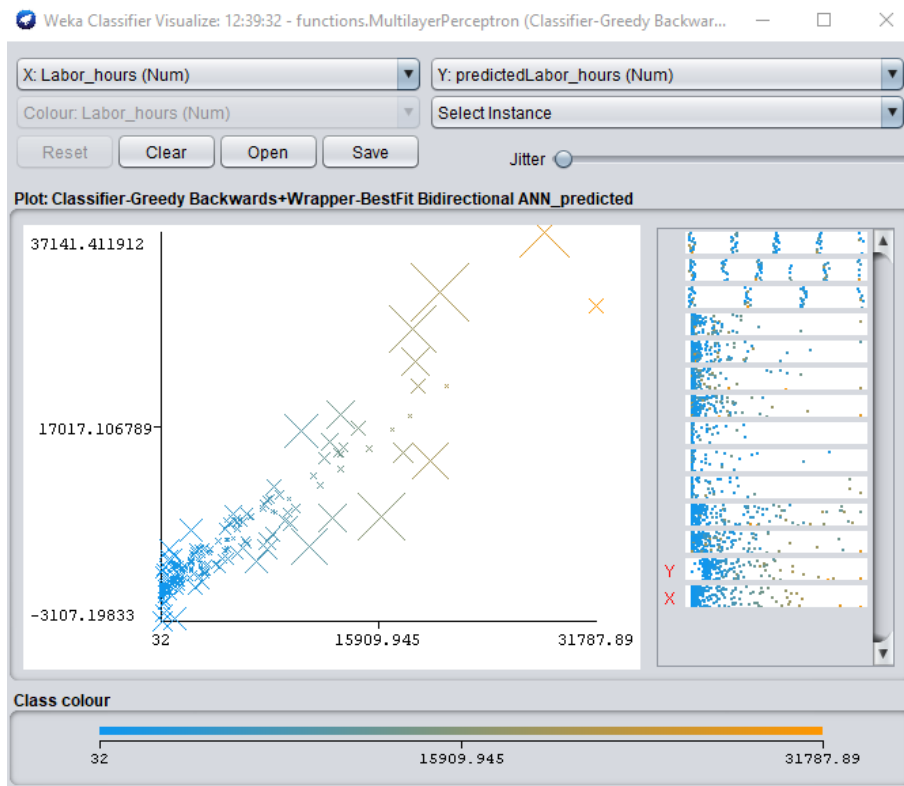 Weka Classifier Visualize: 12:39:32 - functions.MultilayerPerceptron (Classifier-Greedy Backwar...
X: Labor_hours (Num)
Y: predictedLabor_hours (Num)
Colour: Labor_hours (Num)
Select Instance
Reset
Clear
Open
Save
Jitter
Plot: Classifier-Greedy Backwards+Wrapper-BestFit Bidirectional ANN_predicted
37141.411912
17017.106789
-3107.19833
32
15909.945
31787.89
Y
X
Class colour
32
15909.945
31787.89